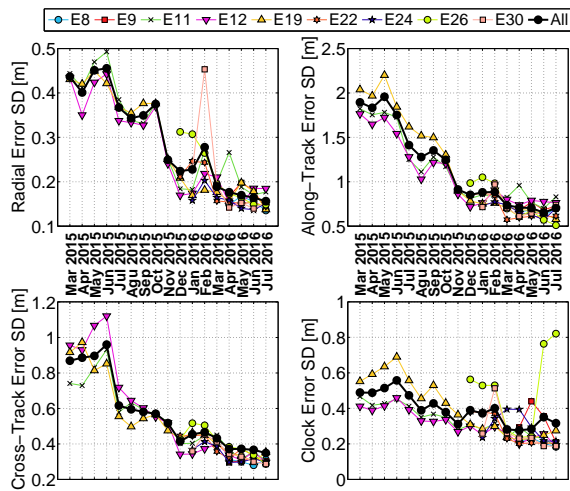 E8 E9 E11 E12 E19 E22 E24 E26 E30 All
Radial Error SD [m]
0.5
0.4
0.3
0.2
0.1
Mar 2015
Apr 2015
May 2015
Jun 2015
Jul 2015
Agu 2015
Sep 2015
Oct 2015
Nov 2015
Dec 2015
Jan 2016
Feb 2016
Mar 2016
Apr 2016
May 2016
Jun 2016
Jul 2016
Along-Track Error SD [m]
2.5
2
1.5
1
0.5
Mar 2015
Apr 2015
May 2015
Jun 2015
Jul 2015
Agu 2015
Sep 2015
Oct 2015
Nov 2015
Dec 2015
Jan 2016
Feb 2016
Mar 2016
Apr 2016
May 2016
Jun 2016
Jul 2016
Cross-Track Error SD [m]
1.2
1
0.8
0.6
0.4
0.2
Clock Error SD [m]
1
0.8
0.6
0.4
0.2
0